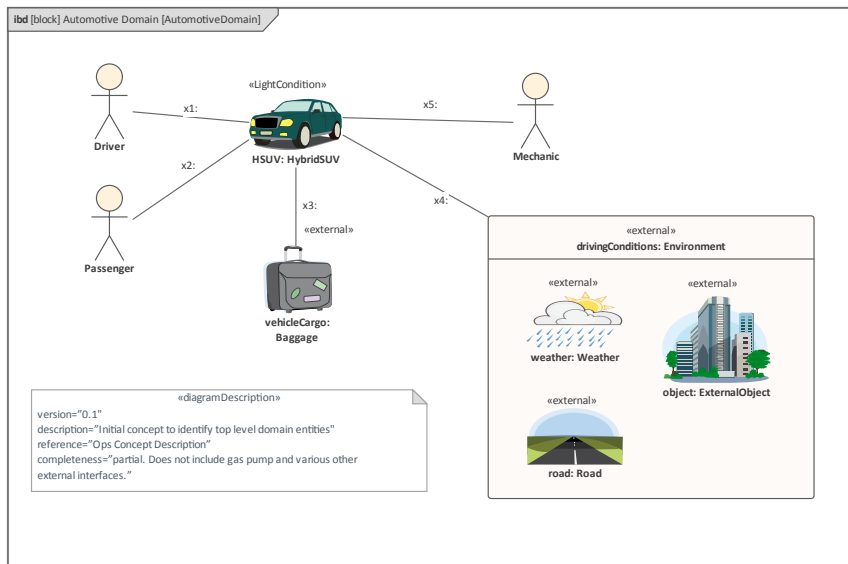 ibd [block] Automotive Domain [AutomotiveDomain]
«LightCondition»
x1:
x5:
Driver
HSUV: HybridSUV
Mechanic
x2:
x3:
x4:
«external»
Passenger
vehicleCargo:
Baggage
«external»
drivingConditions: Environment
«external»
weather: Weather
«external»
object: ExternalObject
«external»
road: Road
«diagramDescription»
version="0.1"
description="Initial concept to identify top level domain entities"
reference="Ops Concept Description"
completeness="partial. Does not include gas pump and various other
external interfaces."